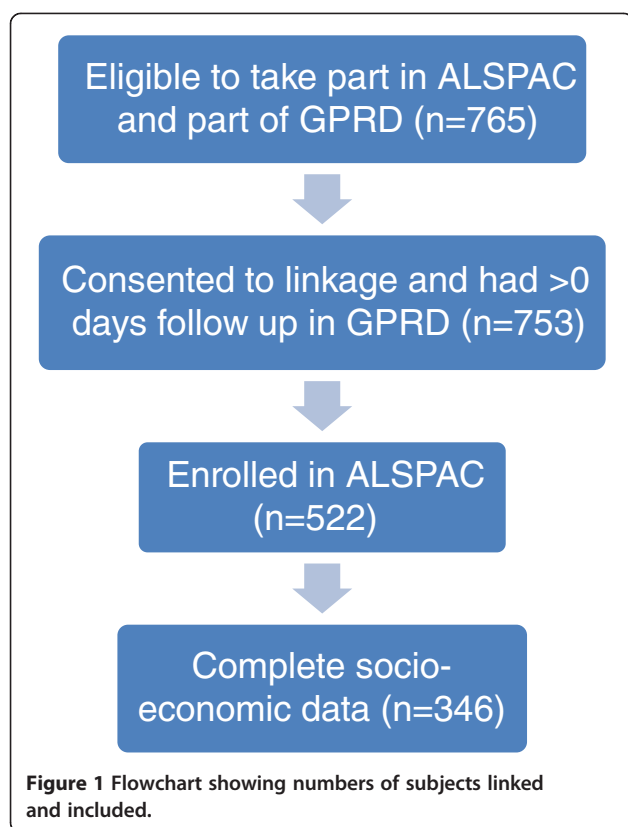 Eligible to take part in ALSPAC
and part of GPRD (n=765)
Consented to linkage and had >0
days follow up in GPRD (n=753)
Enrolled in ALSPAC
(n=522)
Complete socio-
economic data (n=346)
Figure 1 Flowchart showing numbers of subjects linked
and included.